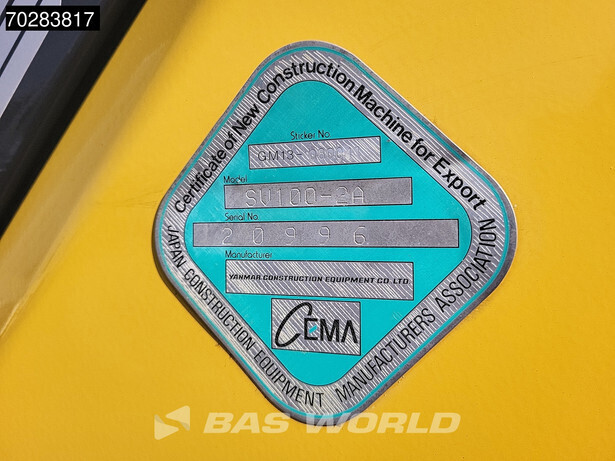 70283817
Certificate of New Construction Machine for Export
Sticker No.
GM13-
Model
SV100-2A
Serial No.
20996
Manufacturer
YANMAR CONSTRUCTION EQUIPMENT CO., LTD.
CEMA
JAPAN CONSTRUCTION EQUIPMENT MANUFACTURERS ASSOCIATION
BAS WORLD